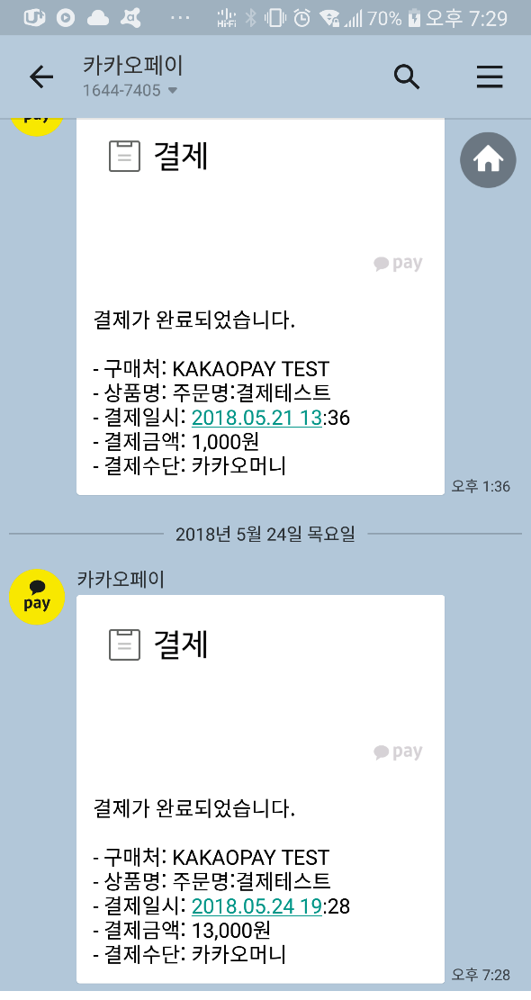 U+ HiFi 70% 오후 7:29
카카오페이
1644-7405
pay
결제
pay
결제가 완료되었습니다.
- 구매처: KAKAOPAY TEST
- 상품명: 주문명:결제테스트
- 결제일시: 2018.05.21 13:36
- 결제금액: 1,000원
- 결제수단: 카카오머니
오후 1:36
2018년 5월 24일 목요일
카카오페이
pay
결제
pay
결제가 완료되었습니다.
- 구매처: KAKAOPAY TEST
- 상품명: 주문명:결제테스트
- 결제일시: 2018.05.24 19:28
- 결제금액: 13,000원
- 결제수단: 카카오머니
오후 7:28